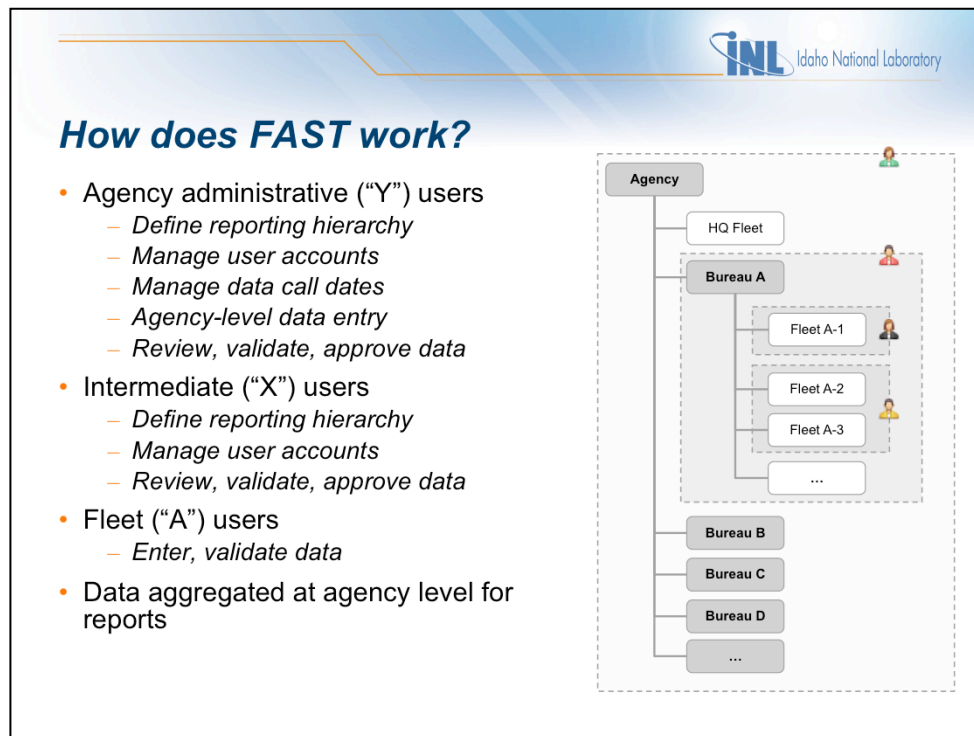 INL Idaho National Laboratory
How does FAST work?
• Agency administrative (“Y”) users
– Define reporting hierarchy
– Manage user accounts
– Manage data call dates
– Agency-level data entry
– Review, validate, approve data
• Intermediate (“X”) users
– Define reporting hierarchy
– Manage user accounts
– Review, validate, approve data
• Fleet (“A”) users
– Enter, validate data
• Data aggregated at agency level for
reports
Agency
HQ Fleet
Bureau A
Fleet A-1
Fleet A-2
Fleet A-3
...
Bureau B
Bureau C
Bureau D
...